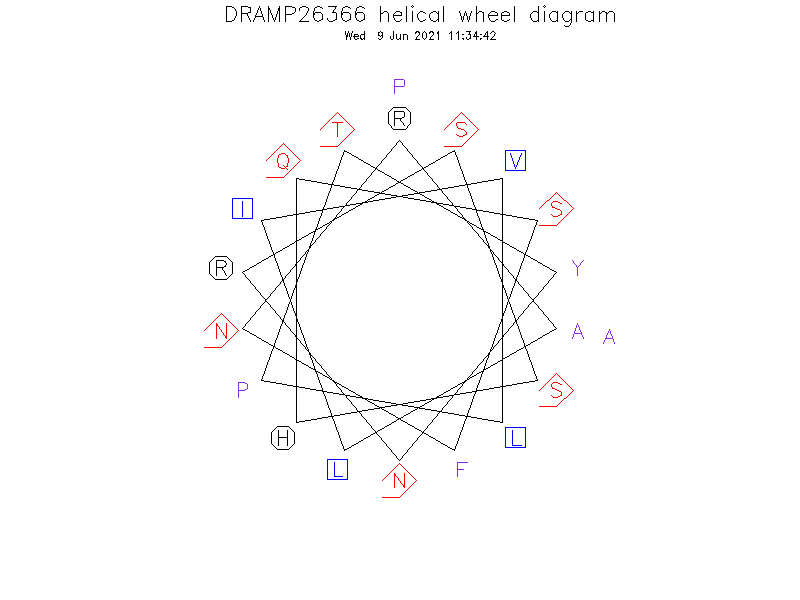 DRAMP26366 helical wheel diagram
Wed 9 Jun 2021 11:34:42
P
R
T S
Q V
I S
R Y
N A A
P S
H L
L F
N